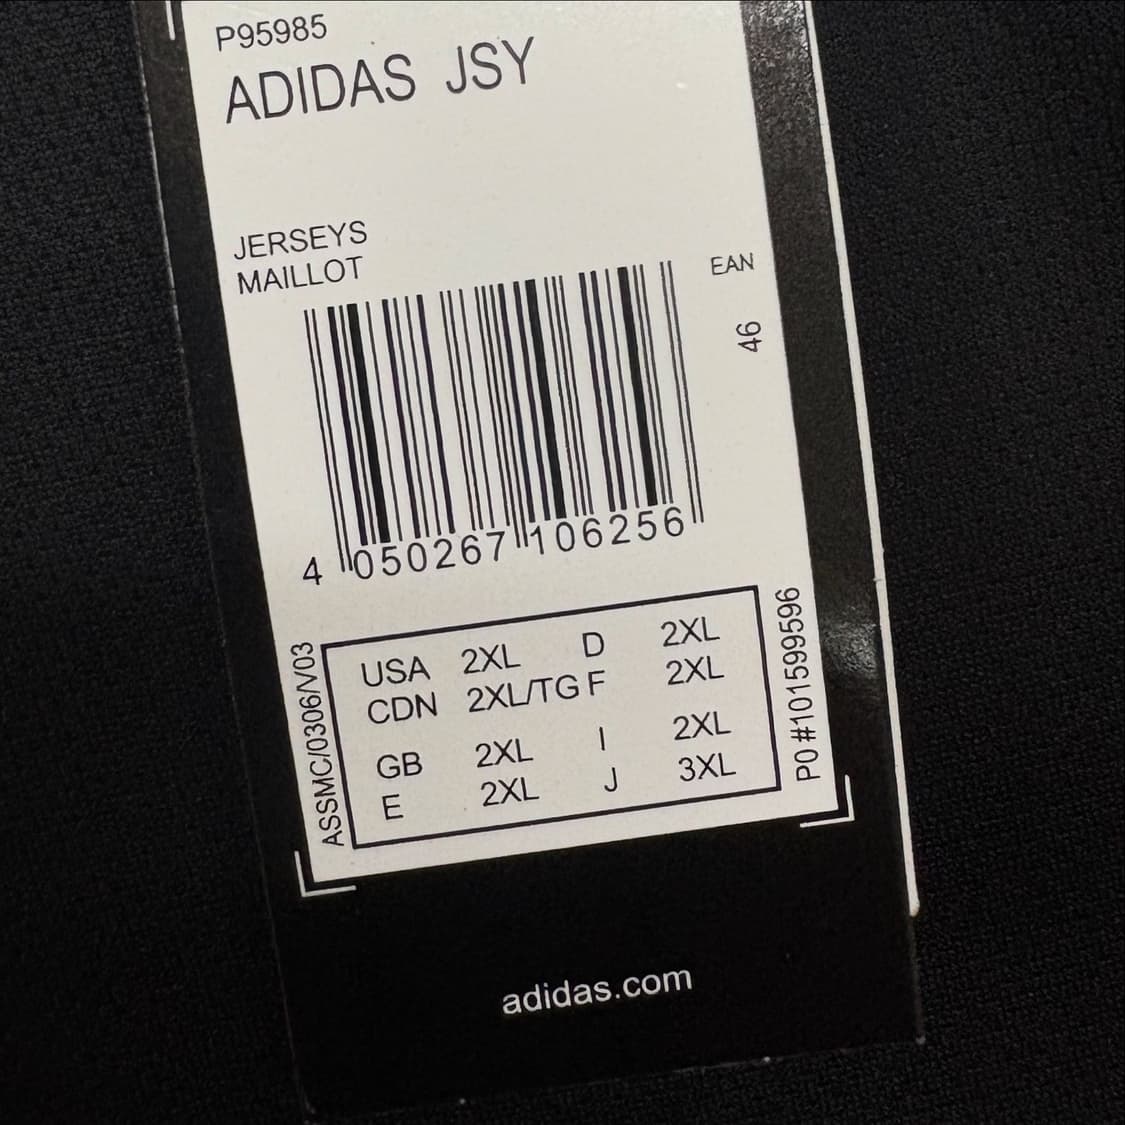 P95985
ADIDAS JSY
JERSEYS
MAILLOT
EAN
46
4 050267 106256
ASSMC/0306/V03
USA 2XL D 2XL
CDN 2XL/TG F 2XL
GB 2XL I 2XL
E 2XL J 3XL
PO #101599596
adidas.com